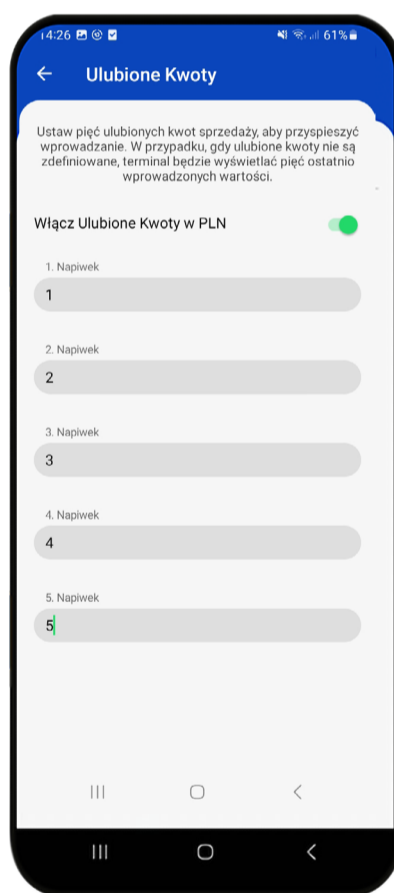 14:26
61%
Ulubione Kwoty
Ustaw pięć ulubionych kwot sprzedaży, aby przyspieszyć
wprowadzanie. W przypadku, gdy ulubione kwoty nie są
zdefiniowane, terminal będzie wyświetlać pięć ostatnio
wprowadzonych wartości.
Włącz Ulubione Kwoty w PLN
1. Napiwek
1
2. Napiwek
2
3. Napiwek
3
4. Napiwek
4
5. Napiwek
5